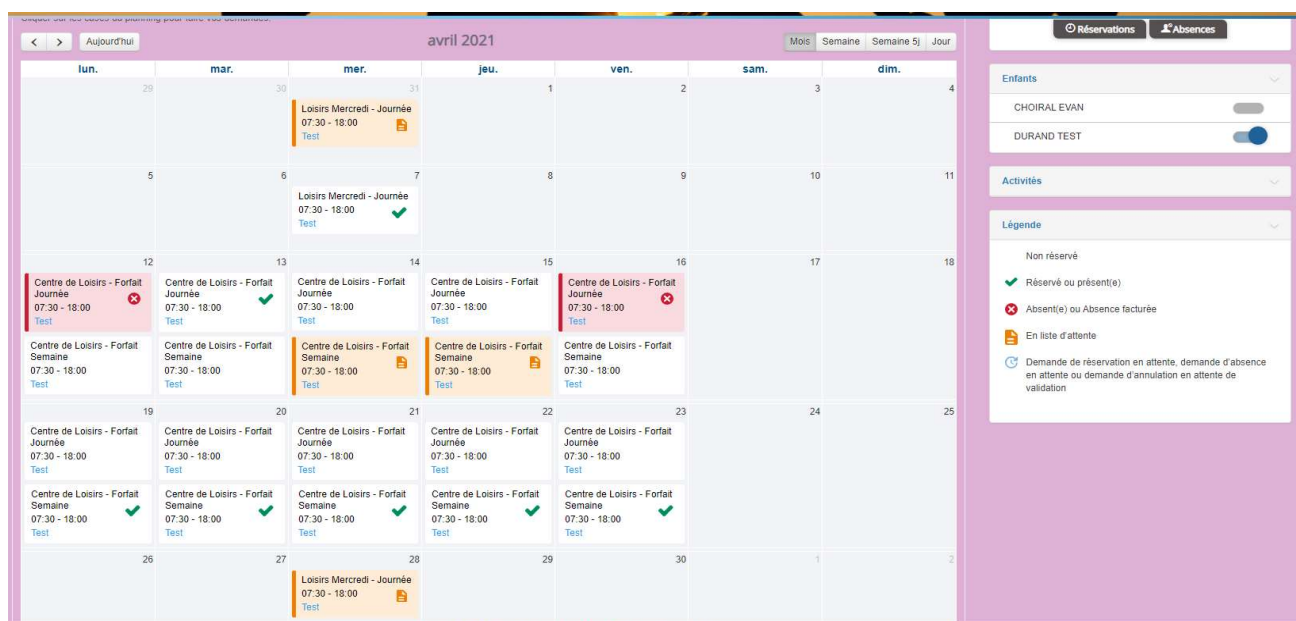 Cliquer sur les cases du planning pour faire vos demandes.
Aujourd'hui
avril 2021
Mois Semaine Semaine 5j Jour
lun. mar. mer. jeu. ven. sam. dim.
29 30 31 1 2 3 4
Loisirs Mercredi - Journée
07:30 - 18:00
Test
5 6 7 8 9 10 11
Loisirs Mercredi - Journée
07:30 - 18:00
Test
12 13 14 15 16 17 18
Centre de Loisirs - Forfait
Journée
07:30 - 18:00
Test
Centre de Loisirs - Forfait
Journée
07:30 - 18:00
Test
Centre de Loisirs - Forfait
Journée
07:30 - 18:00
Test
Centre de Loisirs - Forfait
Journée
07:30 - 18:00
Test
Centre de Loisirs - Forfait
Journée
07:30 - 18:00
Test
Centre de Loisirs - Forfait
Semaine
07:30 - 18:00
Test
Centre de Loisirs - Forfait
Semaine
07:30 - 18:00
Test
Centre de Loisirs - Forfait
Semaine
07:30 - 18:00
Test
Centre de Loisirs - Forfait
Semaine
07:30 - 18:00
Test
Centre de Loisirs - Forfait
Semaine
07:30 - 18:00
Test
19 20 21 22 23 24 25
Centre de Loisirs - Forfait
Journée
07:30 - 18:00
Test
Centre de Loisirs - Forfait
Journée
07:30 - 18:00
Test
Centre de Loisirs - Forfait
Journée
07:30 - 18:00
Test
Centre de Loisirs - Forfait
Journée
07:30 - 18:00
Test
Centre de Loisirs - Forfait
Journée
07:30 - 18:00
Test
Centre de Loisirs - Forfait
Semaine
07:30 - 18:00
Test
Centre de Loisirs - Forfait
Semaine
07:30 - 18:00
Test
Centre de Loisirs - Forfait
Semaine
07:30 - 18:00
Test
Centre de Loisirs - Forfait
Semaine
07:30 - 18:00
Test
Centre de Loisirs - Forfait
Semaine
07:30 - 18:00
Test
26 27 28 29 30 1 2
Loisirs Mercredi - Journée
07:30 - 18:00
Test
Réservations Absences
Enfants
CHOIRAL EVAN
DURAND TEST
Activités
Légende
Non réservé
Réservé ou présent(e)
Absent(e) ou Absence facturée
En liste d'attente
Demande de réservation en attente, demande d'absence
en attente ou demande d'annulation en attente de
validation